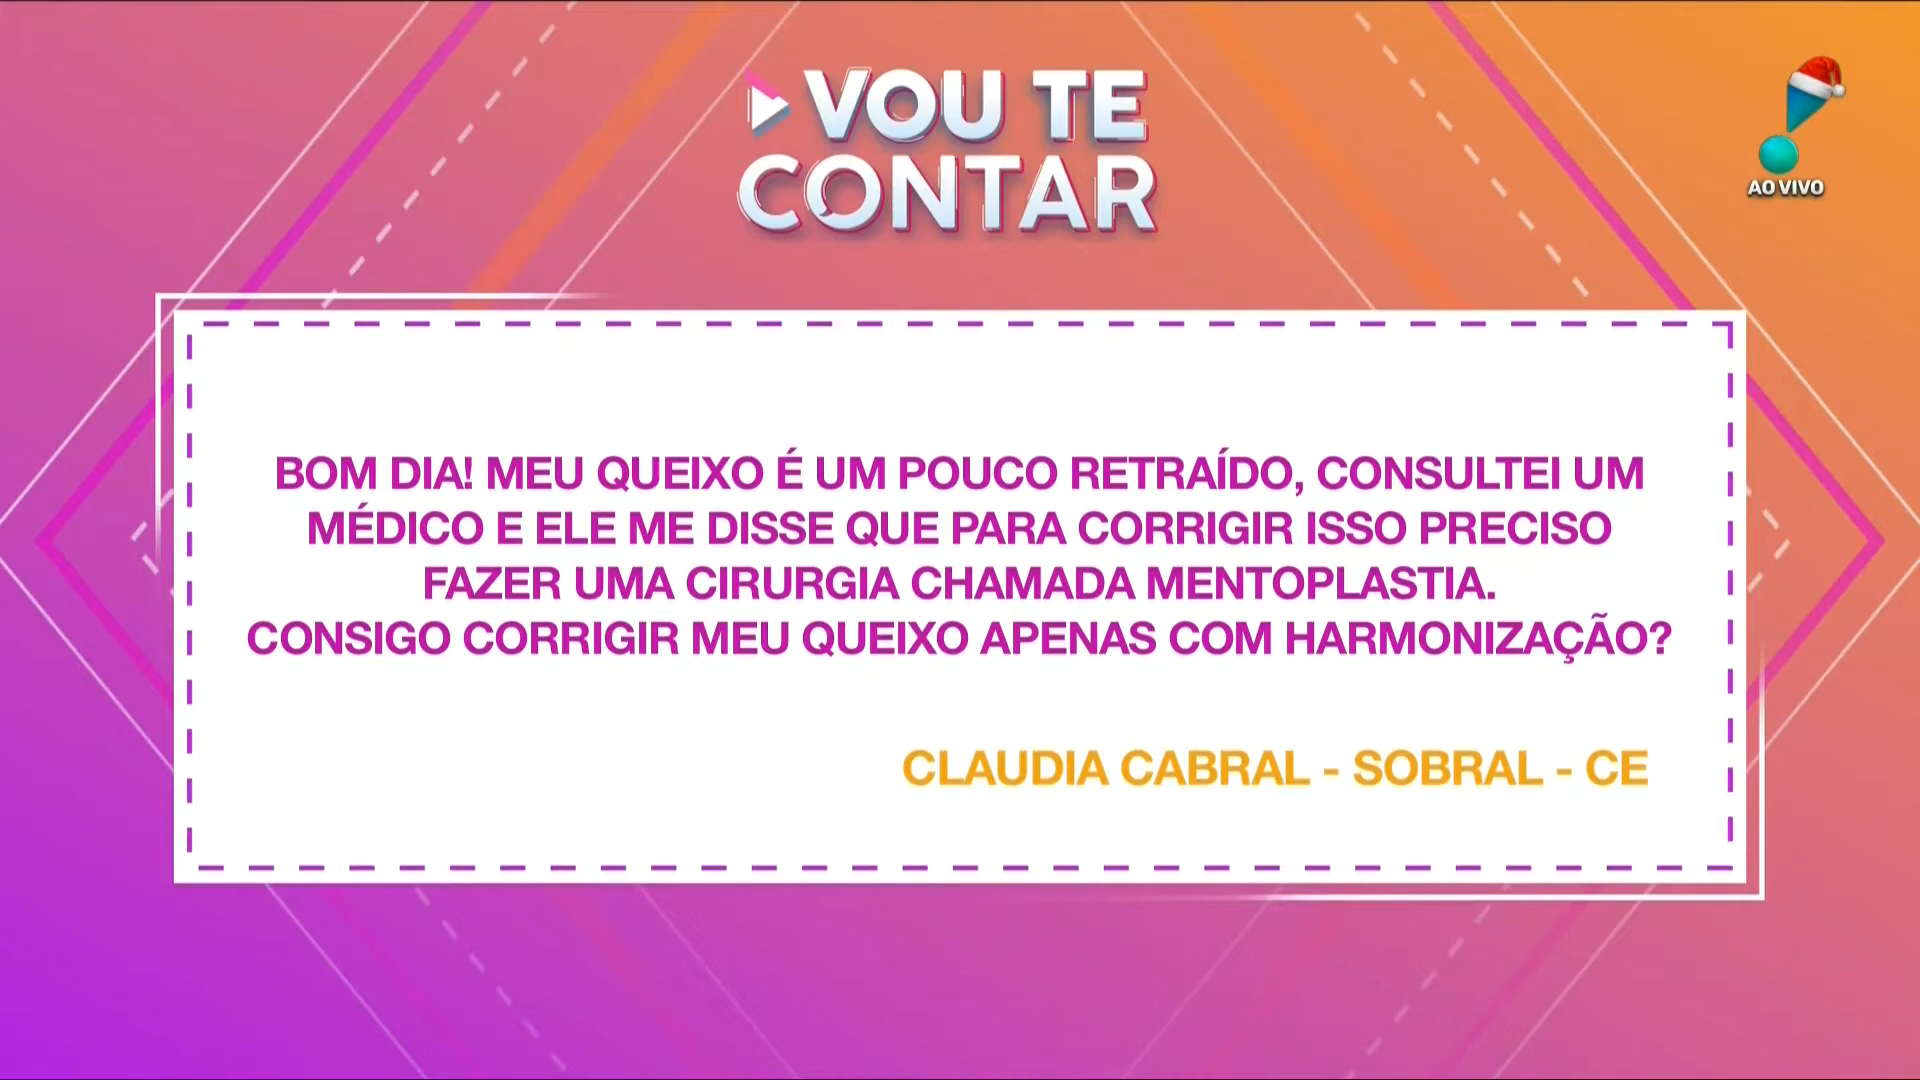 VOU TE
CONTAR
AO VIVO
BOM DIA! MEU QUEIXO É UM POUCO RETRAÍDO, CONSULTEI UM
MÉDICO E ELE ME DISSE QUE PARA CORRIGIR ISSO PRECISO
FAZER UMA CIRURGIA CHAMADA MENTOPLASTIA.
CONSIGO CORRIGIR MEU QUEIXO APENAS COM HARMONIZAÇÃO?
CLAUDIA CABRAL - SOBRAL - CE